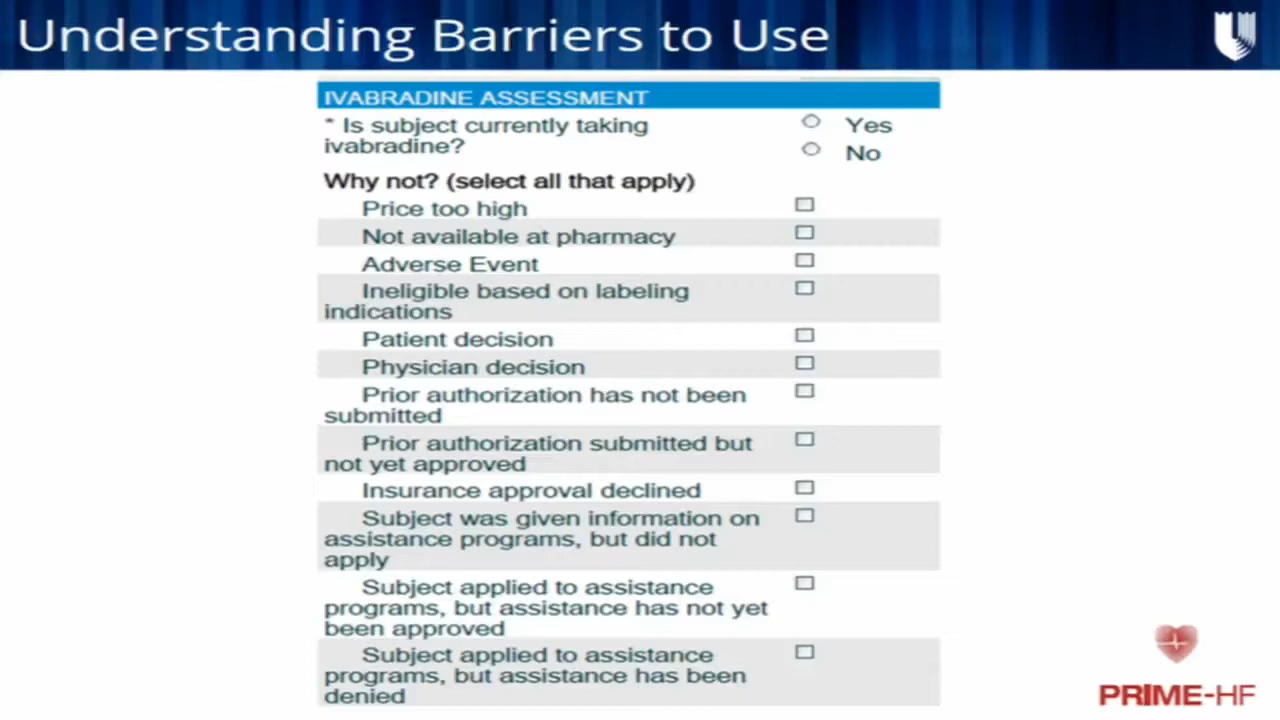 Understanding Barriers to Use
IVABRADINE ASSESSMENT
* Is subject currently taking
ivabradine?
Yes
No
Why not? (select all that apply)
Price too high
Not available at pharmacy
Adverse Event
Ineligible based on labeling
indications
Patient decision
Physician decision
Prior authorization has not been
submitted
Prior authorization submitted but
not yet approved
Insurance approval declined
Subject was given information on
assistance programs, but did not
apply
Subject applied to assistance
programs, but assistance has not yet
been approved
Subject applied to assistance
programs, but assistance has been
denied
PRIME-HF